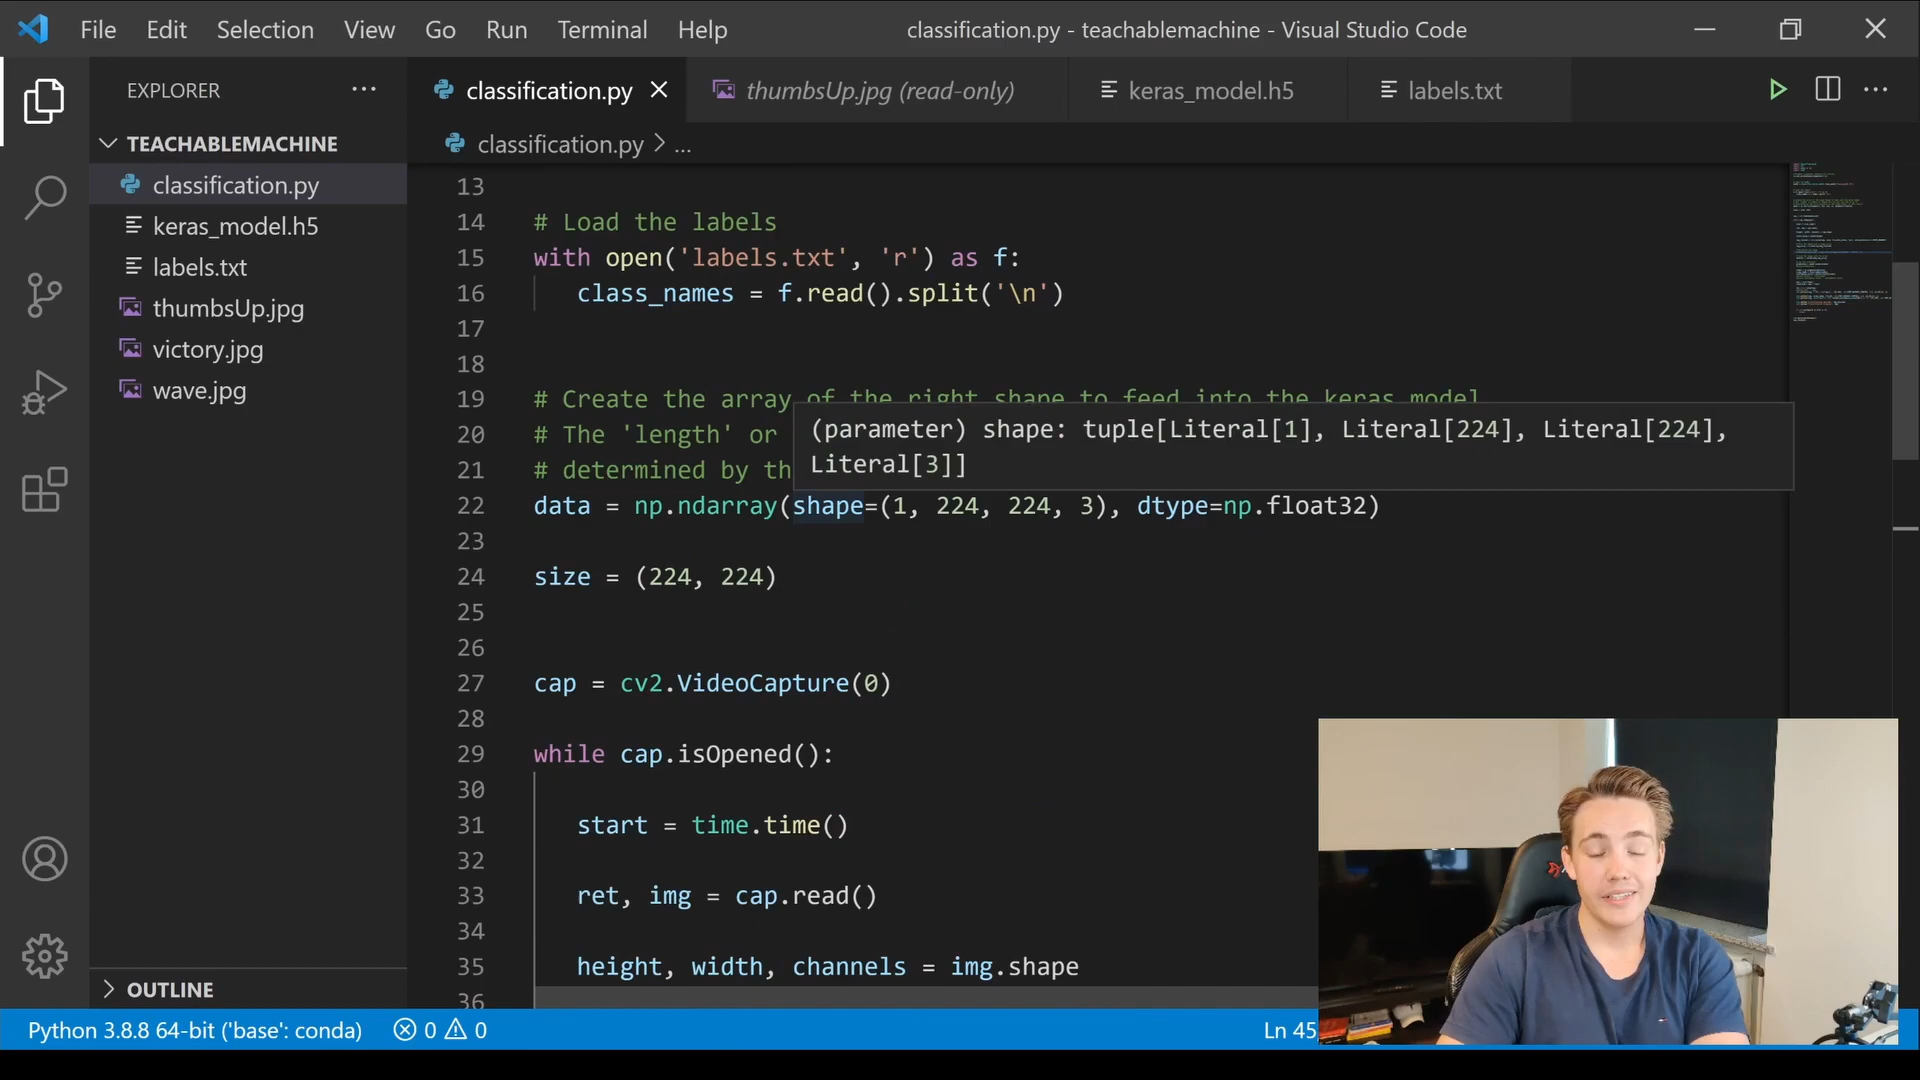 File Edit Selection View Go Run Terminal Help
classification.py - teachablemachine - Visual Studio Code
EXPLORER
classification.py
thumbsUp.jpg (read-only)
keras_model.h5
labels.txt
TEACHABLEMACHINE
classification.py > ...
classification.py
keras_model.h5
labels.txt
thumbsUp.jpg
victory.jpg
wave.jpg
13
14 # Load the labels
15 with open('labels.txt', 'r') as f:
16 class_names = f.read().split('\n')
17
18
19 # Create the array of the right shape to feed into the keras model
20 # The 'length' or
21 # determined by th
(parameter) shape: tuple[Literal[1], Literal[224], Literal[224],
Literal[3]]
22 data = np.ndarray(shape=(1, 224, 224, 3), dtype=np.float32)
23
24 size = (224, 224)
25
26
27 cap = cv2.VideoCapture(0)
28
29 while cap.isOpened():
30
31 start = time.time()
32
33 ret, img = cap.read()
34
35 height, width, channels = img.shape
36
OUTLINE
Python 3.8.8 64-bit ('base': conda) 0 0
Ln 45